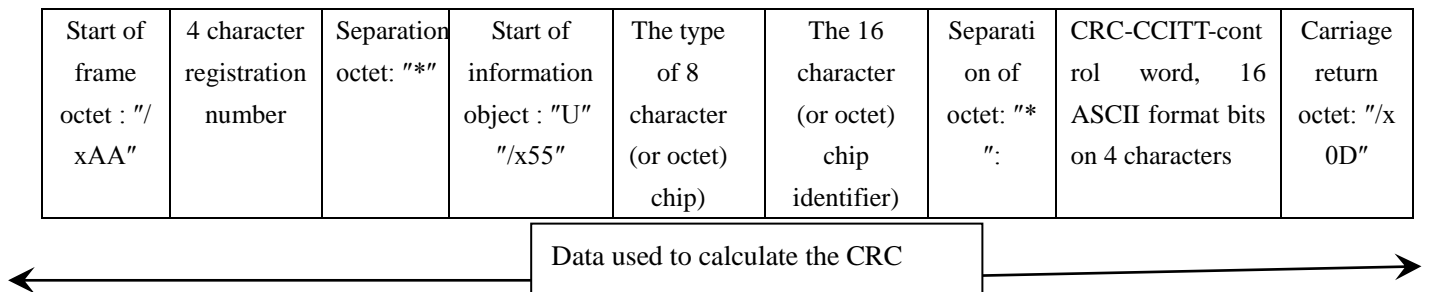 Start of
frame
octet : "/
xAA"
4 character
registration
number
Separation
octet: "*"
Start of
information
object : "U"
"/x55"
The type
of 8
character
(or octet)
chip)
The 16
character
(or octet)
chip
identifier)
Separati
on of
octet: "*
":
CRC-CCITT-cont
rol word, 16
ASCII format bits
on 4 characters
Carriage
return
octet: "/x
0D"
Data used to calculate the CRC